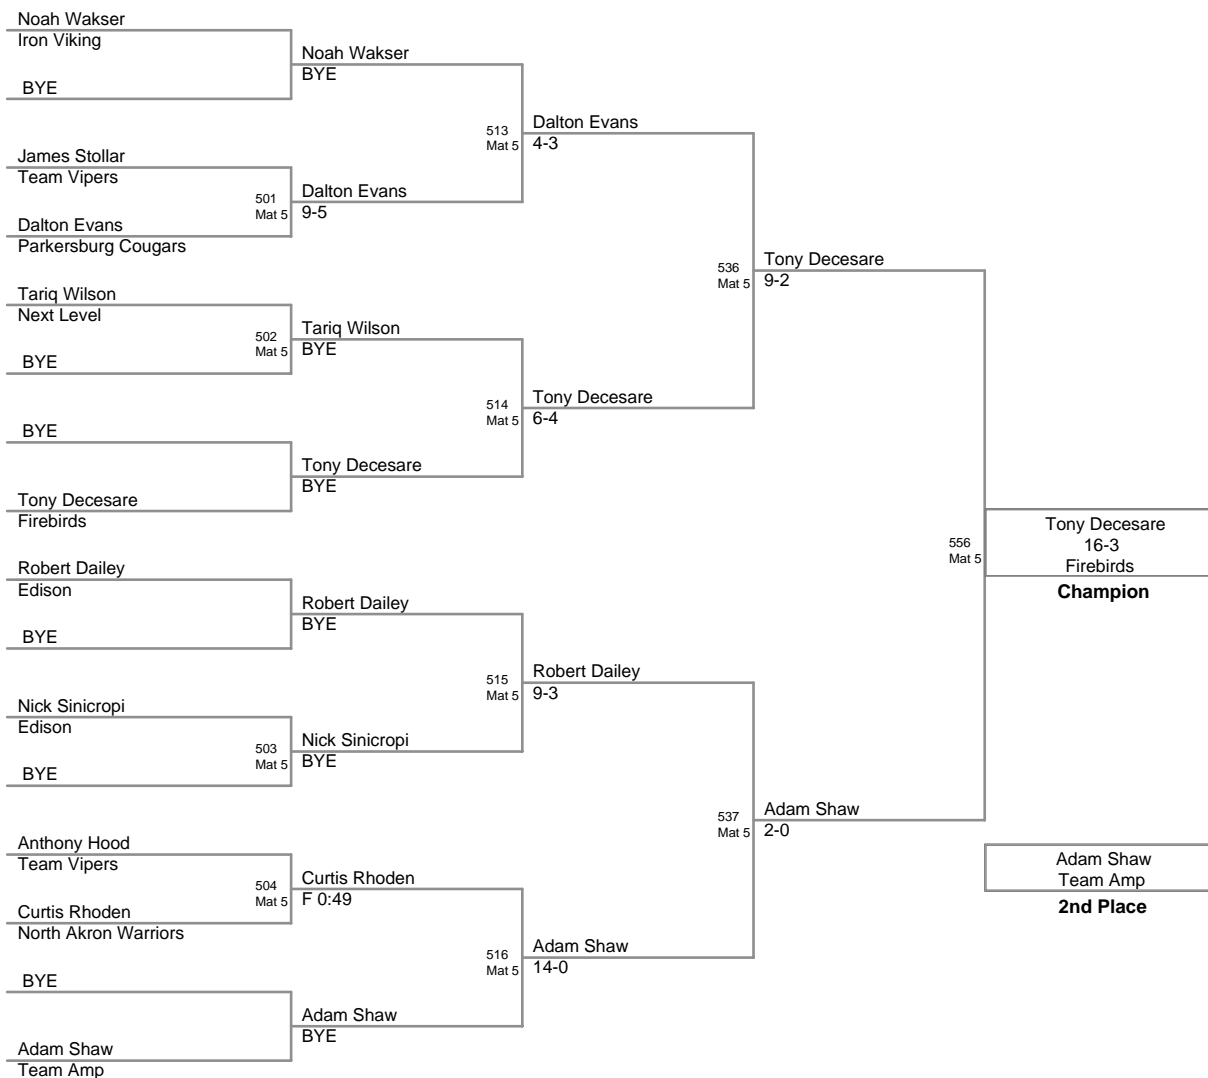 Noah Wakser
Iron Viking
BYE
James Stollar
Team Vipers
Dalton Evans
Parkersburg Cougars
Tariq Wilson
Next Level
BYE
BYE
Tony Decesare
Firebirds
Robert Dailey
Edison
BYE
Nick Sinicropi
Edison
BYE
Anthony Hood
Team Vipers
Curtis Rhoden
North Akron Warriors
BYE
Adam Shaw
Team Amp
Noah Wakser
BYE
501
Mat 5
Dalton Evans
9-5
502
Mat 5
Tariq Wilson
BYE
Tony Decesare
BYE
Robert Dailey
BYE
503
Mat 5
Nick Sinicropi
BYE
504
Mat 5
Curtis Rhoden
F 0:49
Adam Shaw
BYE
513
Mat 5
Dalton Evans
4-3
514
Mat 5
Tony Decesare
6-4
515
Mat 5
Robert Dailey
9-3
516
Mat 5
Adam Shaw
14-0
536
Mat 5
Tony Decesare
9-2
537
Mat 5
Adam Shaw
2-0
556
Mat 5
Tony Decesare
16-3
Firebirds
Champion
Adam Shaw
Team Amp
2nd Place